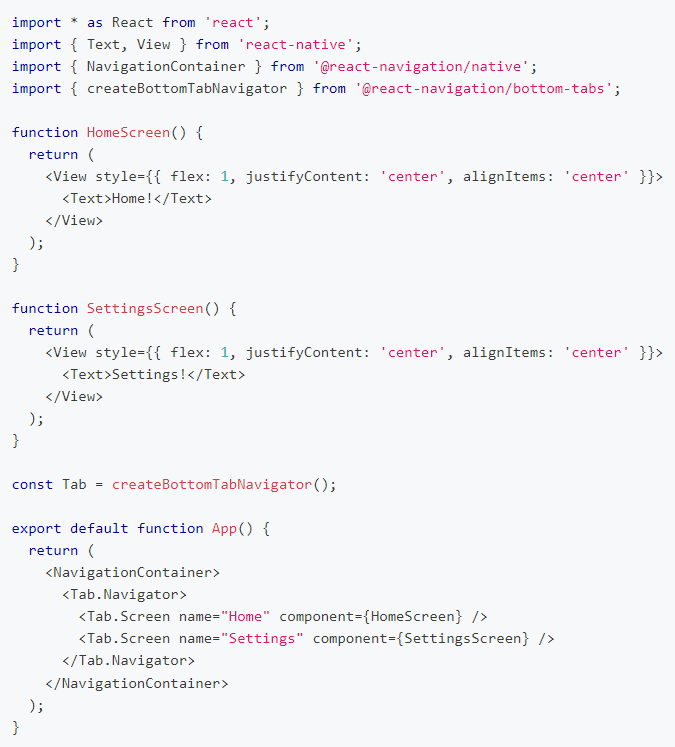 import * as React from 'react';
import { Text, View } from 'react-native';
import { NavigationContainer } from '@react-navigation/native';
import { createBottomTabNavigator } from '@react-navigation/bottom-tabs';

function HomeScreen() {
  return (
    <View style={{ flex: 1, justifyContent: 'center', alignItems: 'center' }}>
      <Text>Home!</Text>
    </View>
  );
}

function SettingsScreen() {
  return (
    <View style={{ flex: 1, justifyContent: 'center', alignItems: 'center' }}>
      <Text>Settings!</Text>
    </View>
  );
}

const Tab = createBottomTabNavigator();

export default function App() {
  return (
    <NavigationContainer>
      <Tab.Navigator>
        <Tab.Screen name="Home" component={HomeScreen} />
        <Tab.Screen name="Settings" component={SettingsScreen} />
      </Tab.Navigator>
    </NavigationContainer>
  );
}